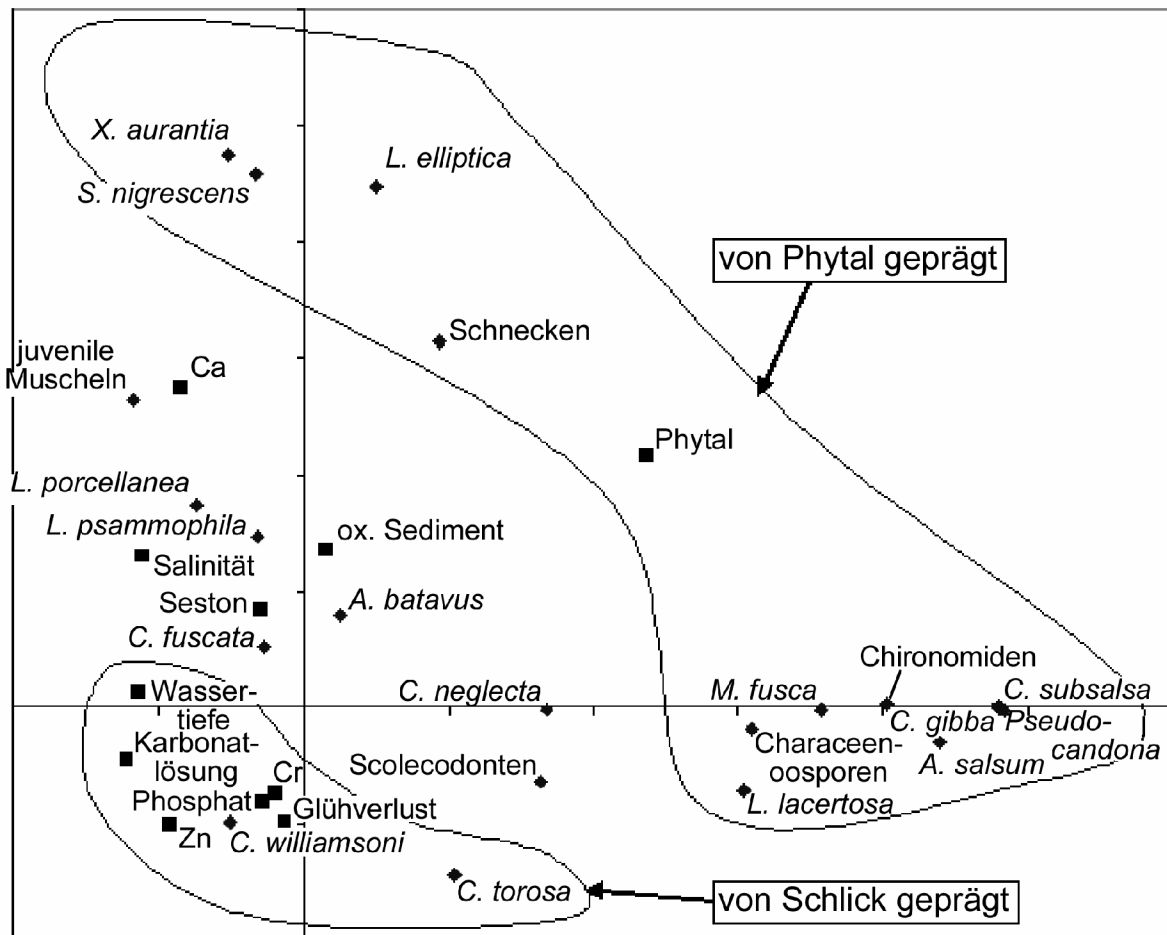 X. aurantia
L. elliptica
S. nigrescens
von Phytal geprägt
Schnecken
juvenile
Muscheln
Ca
Phytal
L. porcellanea
L. psammophila
ox. Sediment
Salinität
Seston
A. batavus
C. fuscata
Chironomiden
Wasser-
tiefe
C. neglecta
M. fusca
C. subsalsa
C. gibba
Pseudo-
candona
Karbonat-
lösung
Characeen-
oosporen
A. salsum
Scolecodonten
Cr
Phosphat
Glühverlust
L. lacertosa
Zn
C. williamsoni
C. torosa
von Schlick geprägt